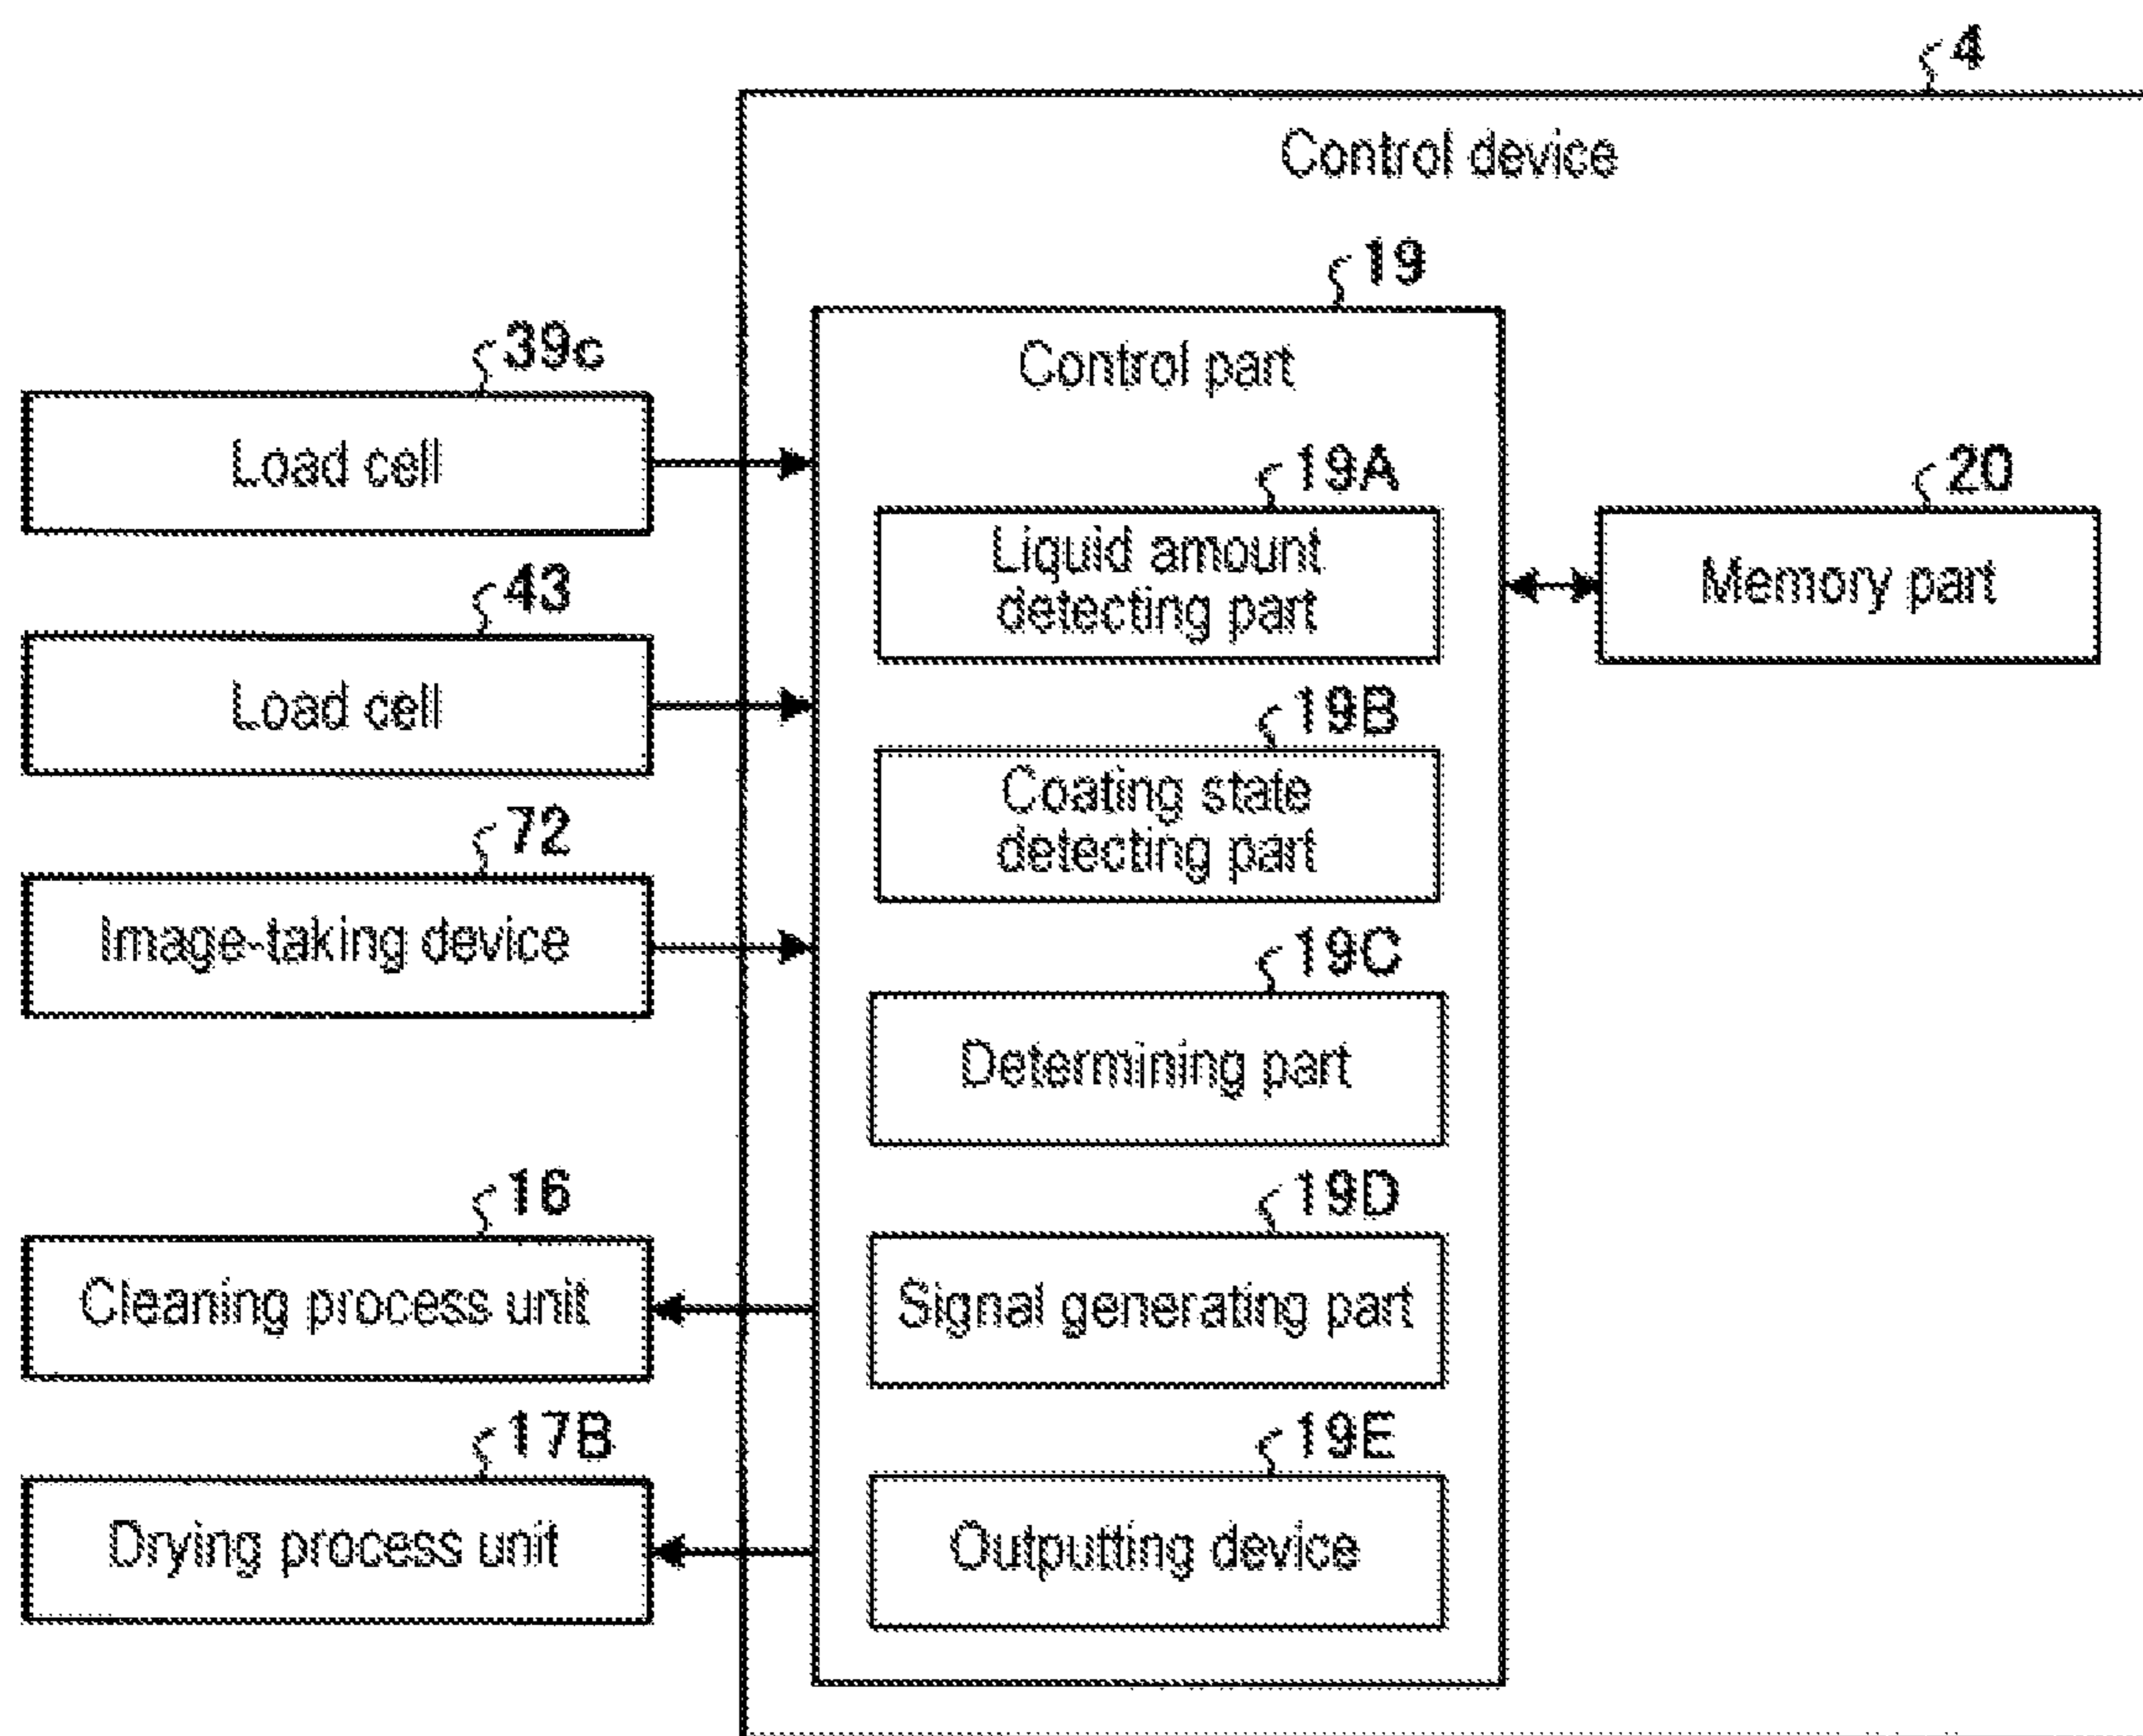 4
Control device
19
Control part
39c
Load cell
19A
Liquid amount
detecting part
20
Memory part
43
Load cell
19B
Coating state
detecting part
72
Image-taking device
19C
Determining part
16
Cleaning process unit
19D
Signal generating part
17B
Drying process unit
19E
Outputting device